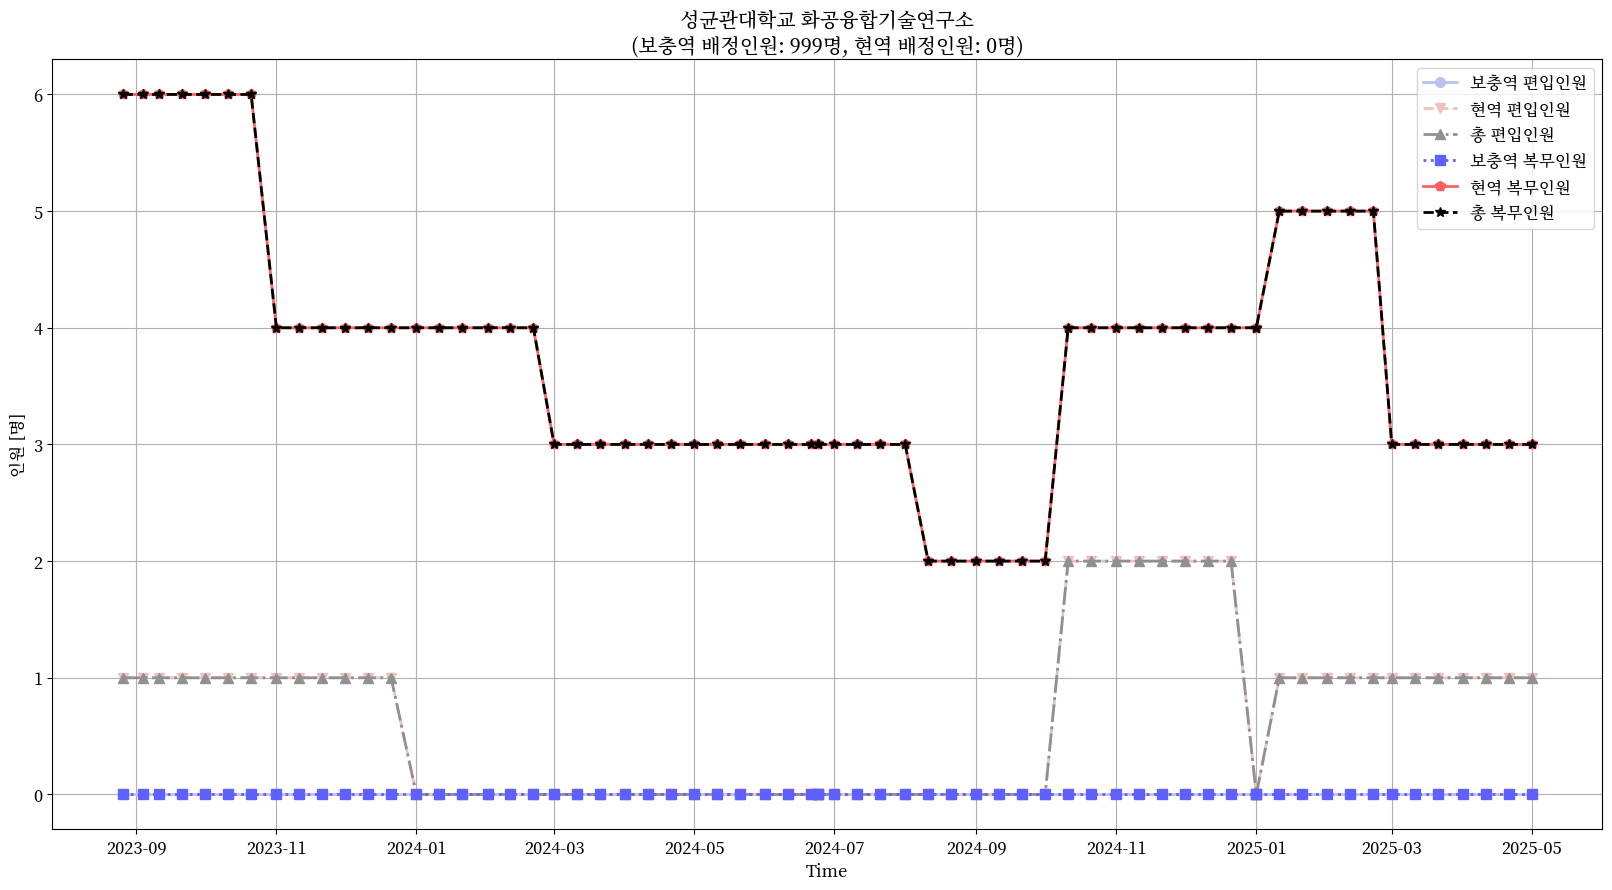 성균관대학교 화공융합기술연구소
(보충역 배정인원: 999명, 현역 배정인원: 0명)
보충역 편입인원
현역 편입인원
총 편입인원
보충역 복무인원
현역 복무인원
총 복무인원
인원 [명]
6
5
4
3
2
1
0
2023-09 2023-11 2024-01 2024-03 2024-05 2024-07 2024-09 2024-11 2025-01 2025-03 2025-05
Time